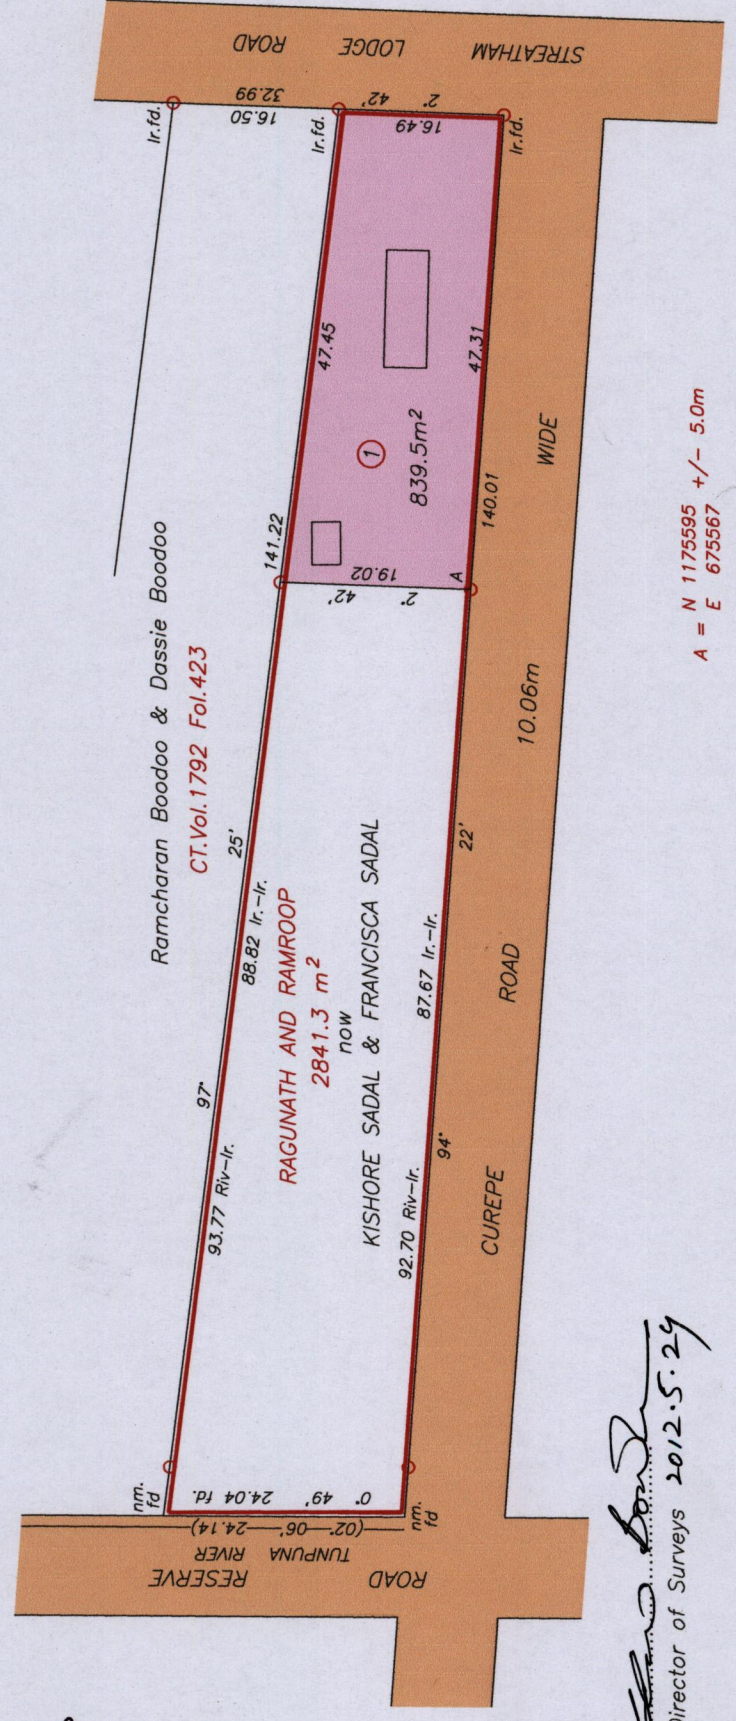 STREATHAM LODGE ROAD
32.99
2° 42'
16.50
16.49
Ir.fd.
Ir.fd.
Ir.fd.
47.45
47.31
1
839.5m²
141.22
140.01
19.02
2° 42'
A
WIDE
10.06m
A = N 1175595 +/- 5.0m
E 675567
Ramcharan Boodoo & Dassie Boodoo
CT.Vol.1792 Fol.423
25'
22'
88.82 Ir.-Ir.
87.67 Ir.-Ir.
RAGUNATH AND RAMROOP
2841.3 m²
now
KISHORE SADAL & FRANCISCA SADAL
97°
94°
93.77 Riv-Ir.
92.70 Riv-Ir.
CUREPE ROAD
nm.
fd
0° 49' 24.04 fd.
nm.
fd
(02°-06'-24.14)
TUNPUNA RIVER
ROAD RESERVE
Director of Surveys 2012.5.29